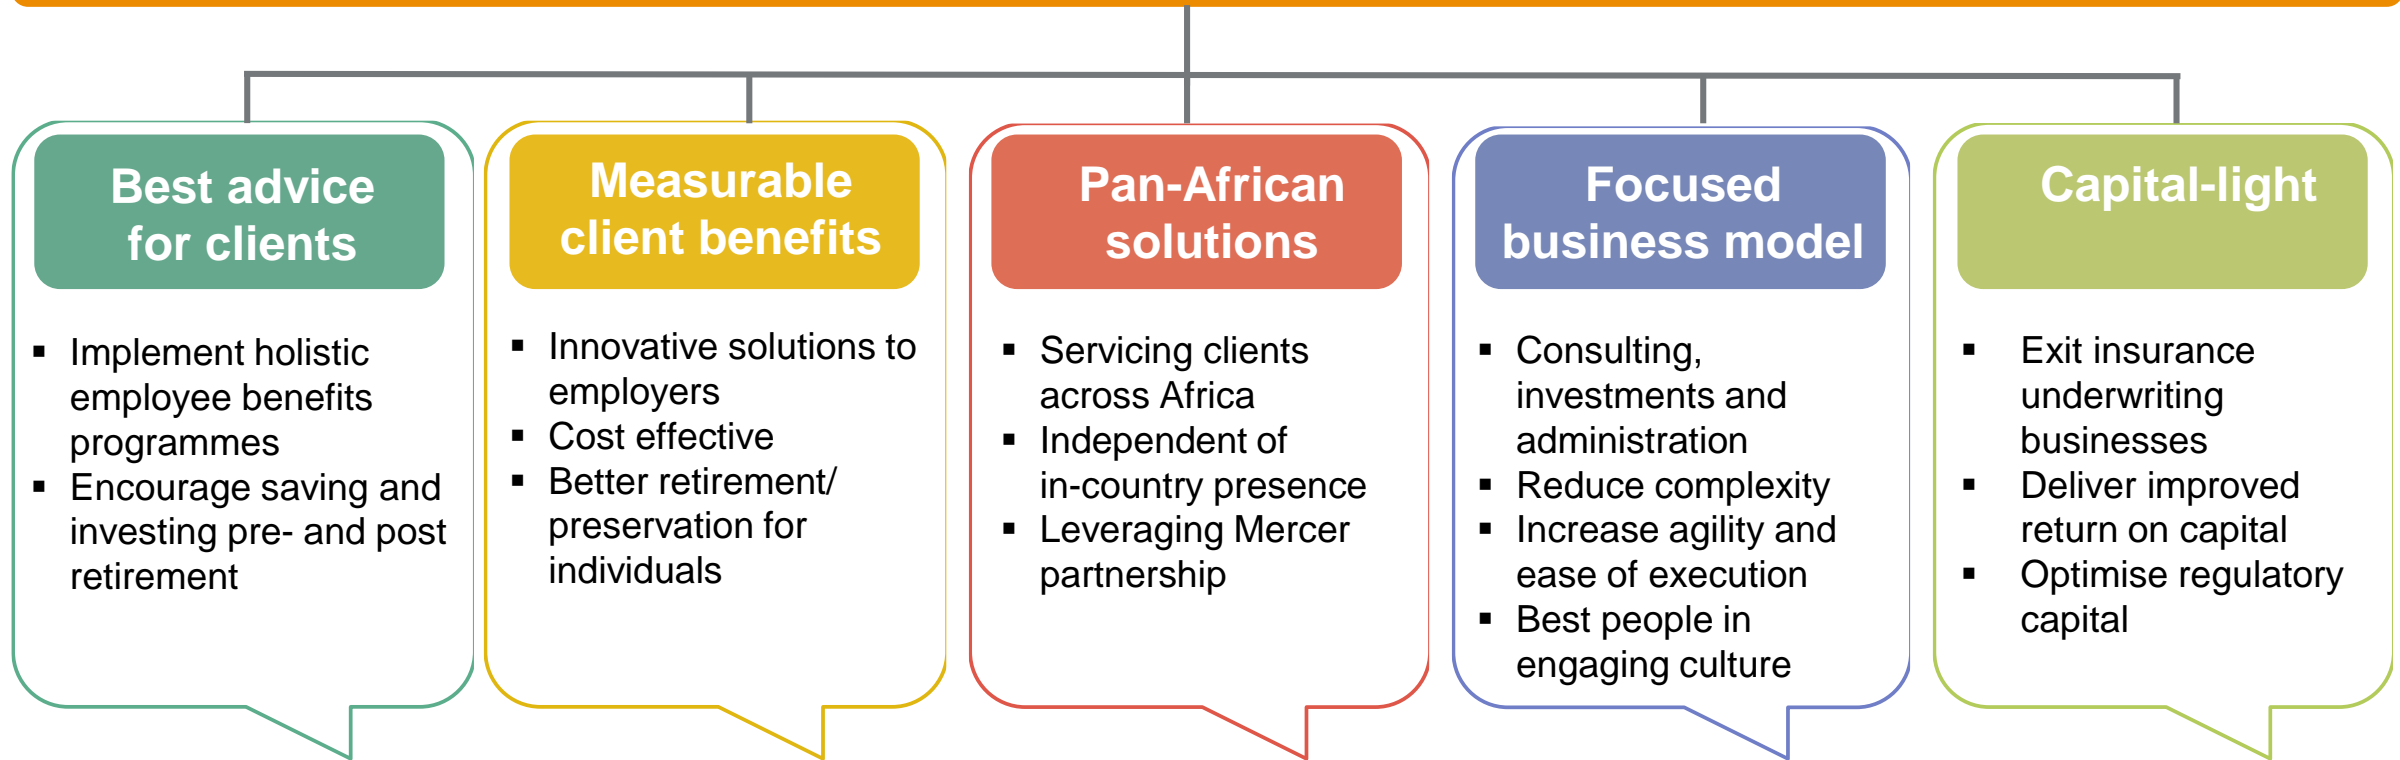 Best advice
for clients
▪ Implement holistic
employee benefits
programmes
▪ Encourage saving and
investing pre- and post
retirement
Measurable
client benefits
▪ Innovative solutions to
employers
▪ Cost effective
▪ Better retirement/
preservation for
individuals
Pan-African
solutions
▪ Servicing clients
across Africa
▪ Independent of
in-country presence
▪ Leveraging Mercer
partnership
Focused
business model
▪ Consulting,
investments and
administration
▪ Reduce complexity
▪ Increase agility and
ease of execution
▪ Best people in
engaging culture
Capital-light
▪ Exit insurance
underwriting
businesses
▪ Deliver improved
return on capital
▪ Optimise regulatory
capital